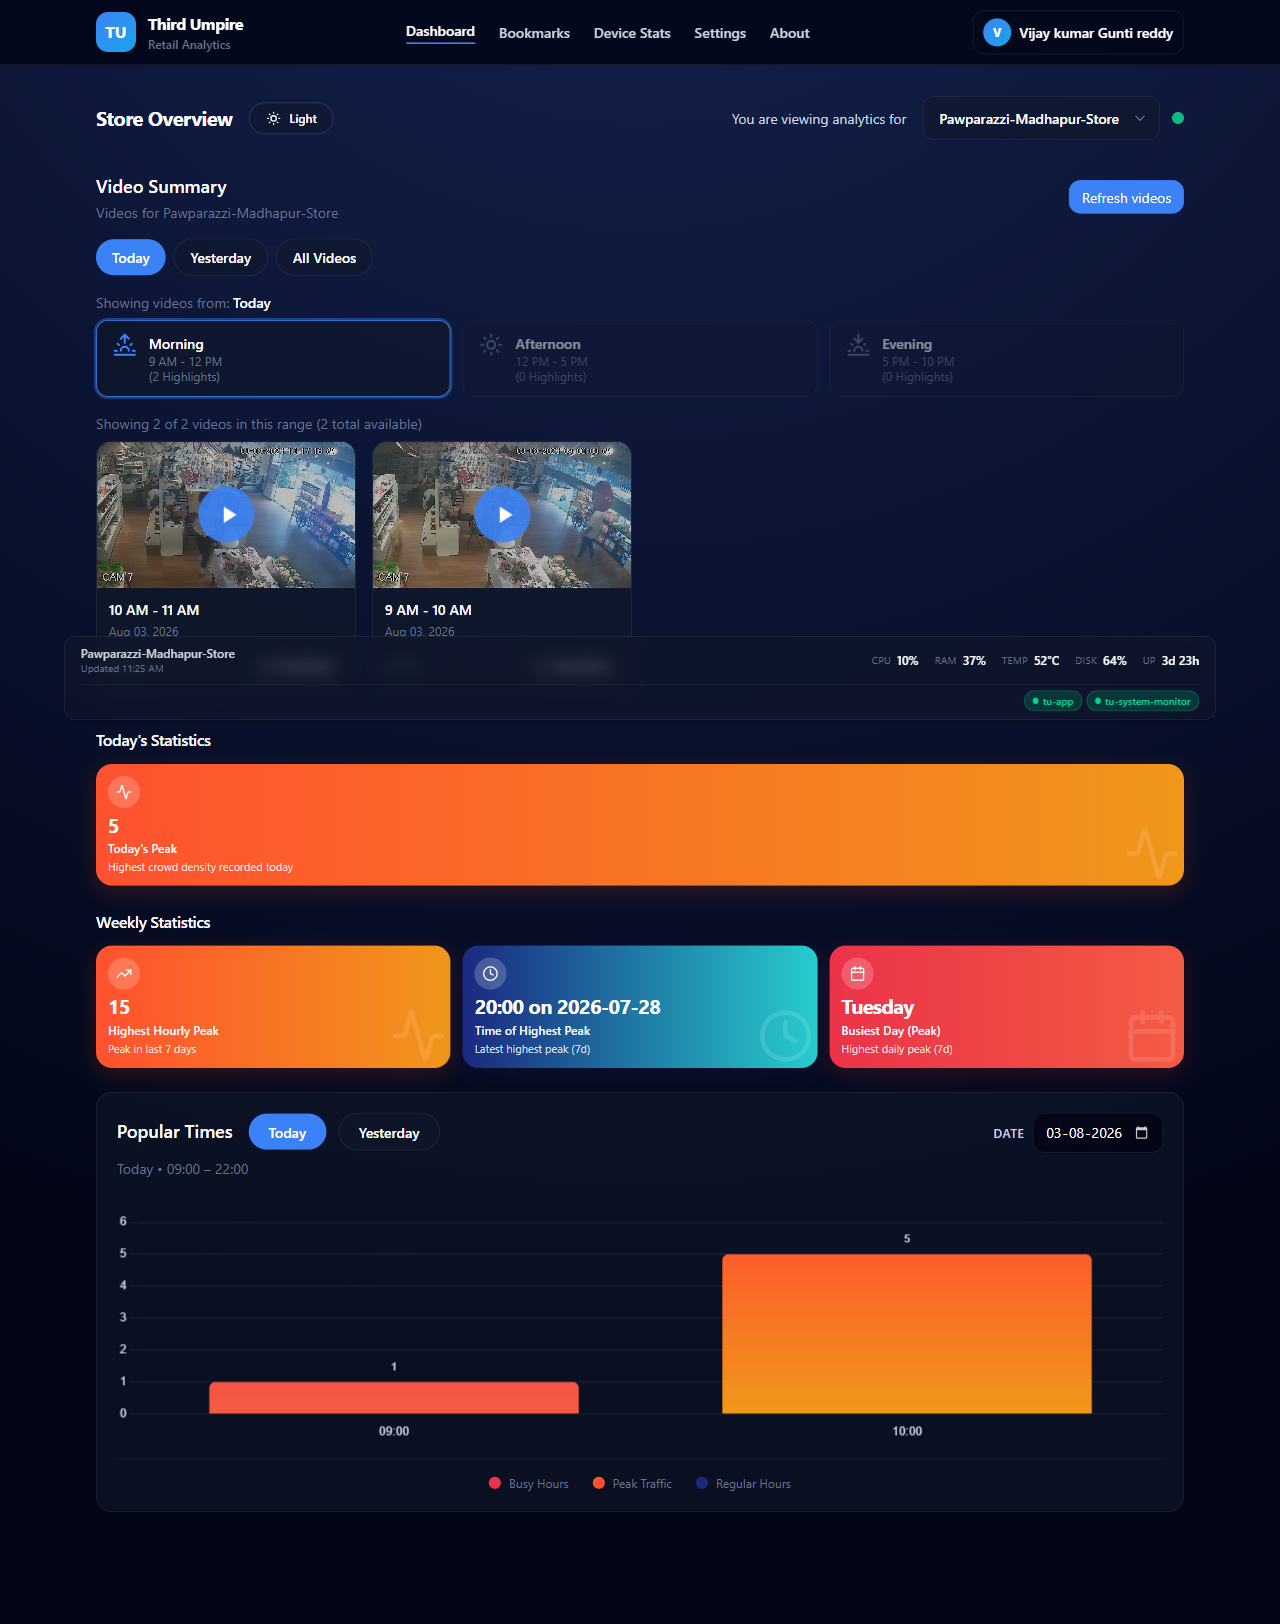 TU
Third Umpire
Retail Analytics
Dashboard
Bookmarks
Device Stats
Settings
About
V
Vijay kumar Gunti reddy
Store Overview
Light
You are viewing analytics for
Pawparazzi-Madhapur-Store
Video Summary
Videos for Pawparazzi-Madhapur-Store
Refresh videos
Today
Yesterday
All Videos
Showing videos from: Today
Morning
9 AM - 12 PM
(2 Highlights)
Afternoon
12 PM - 5 PM
(0 Highlights)
Evening
5 PM - 10 PM
(0 Highlights)
Showing 2 of 2 videos in this range (2 total available)
CAM 7
CAM 7
10 AM - 11 AM
Aug 03, 2026
9 AM - 10 AM
Aug 03, 2026
Pawparazzi-Madhapur-Store
Updated 11:25 AM
CPU 10%
RAM 37%
TEMP 52°C
DISK 64%
UP 3d 23h
tu-app
tu-system-monitor
Today's Statistics
5
Today's Peak
Highest crowd density recorded today
Weekly Statistics
15
Highest Hourly Peak
Peak in last 7 days
20:00 on 2026-07-28
Time of Highest Peak
Latest highest peak (7d)
Tuesday
Busiest Day (Peak)
Highest daily peak (7d)
Popular Times
Today
Yesterday
DATE
03-08-2026
Today • 09:00 – 22:00
6
5
4
3
2
1
0
1
5
09:00
10:00
Busy Hours
Peak Traffic
Regular Hours